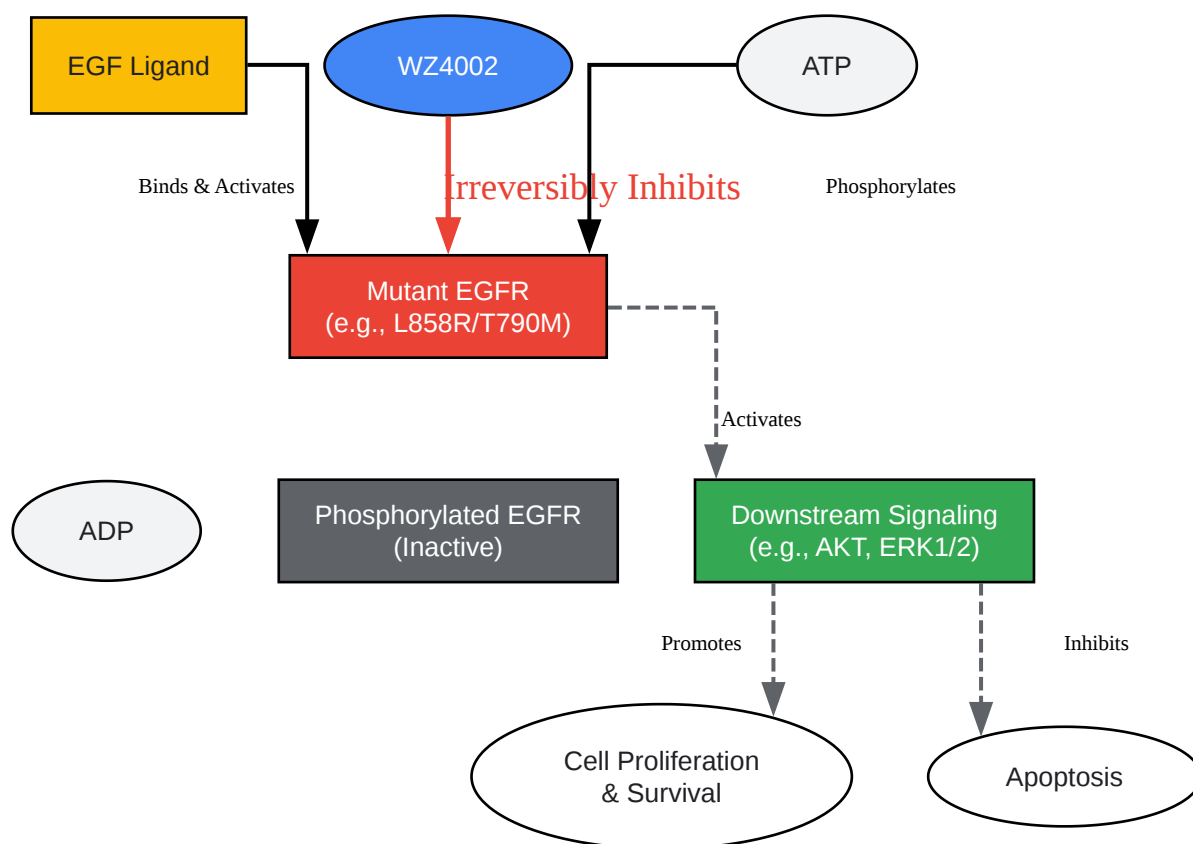 EGF Ligand
WZ4002
ATP
Binds & Activates
Irreversibly Inhibits
Phosphorylates
Mutant EGFR
(e.g., L858R/T790M)
Activates
ADP
Phosphorylated EGFR
(Inactive)
Downstream Signaling
(e.g., AKT, ERK1/2)
Promotes
Inhibits
Cell Proliferation
& Survival
Apoptosis